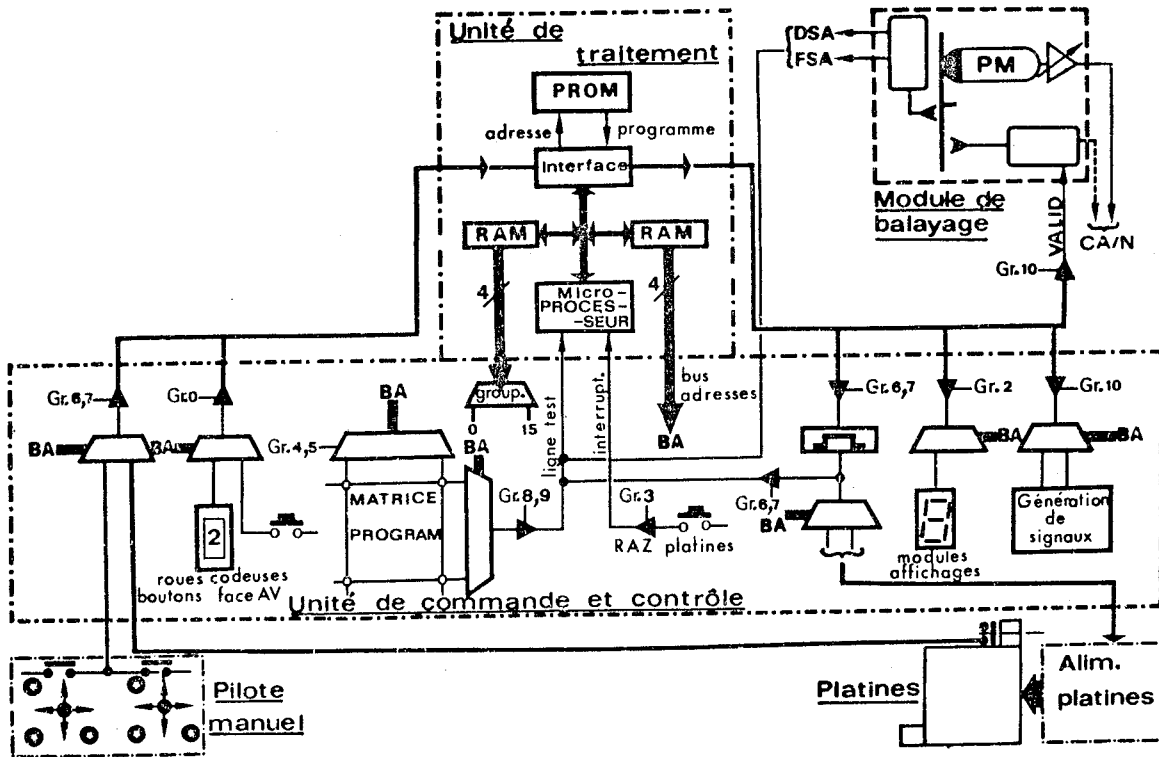 Unité de
traitement
PROM
adresse
programme
Interface
RAM
RAM
4
4
Micro-
PROCES-
-SEUR
DSA
FSA
PM
Module de
balayage
VALID
CA/N
Gr.10
Gr.6,7
Gr.0
BA
BA
Gr.4,5
BA
group.
0
15
BA
ligne test
interrupt.
bus
adresses
BA
Gr.6,7
Gr.2
Gr.10
BA
BA
MATRICE
PROGRAM
Gr.8,9
Gr.3
RAZ platines
Gr.6,7
BA
2
roues codeuses
boutons face AV
modules
affichages
Génération
de
signaux
Unité de commande et contrôle
Pilote
manuel
Platines
Alim.
platines